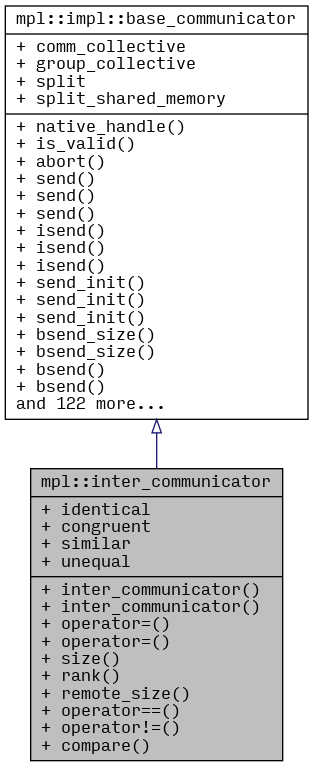 mpl::impl::base_communicator
+ comm_collective
+ group_collective
+ split
+ split_shared_memory
+ native_handle()
+ is_valid()
+ abort()
+ send()
+ send()
+ send()
+ isend()
+ isend()
+ isend()
+ send_init()
+ send_init()
+ send_init()
+ bsend_size()
+ bsend_size()
+ bsend()
+ bsend()
and 122 more...
mpl::inter_communicator
+ identical
+ congruent
+ similar
+ unequal
+ inter_communicator()
+ inter_communicator()
+ operator=()
+ operator=()
+ size()
+ rank()
+ remote_size()
+ operator==()
+ operator!=()
+ compare()